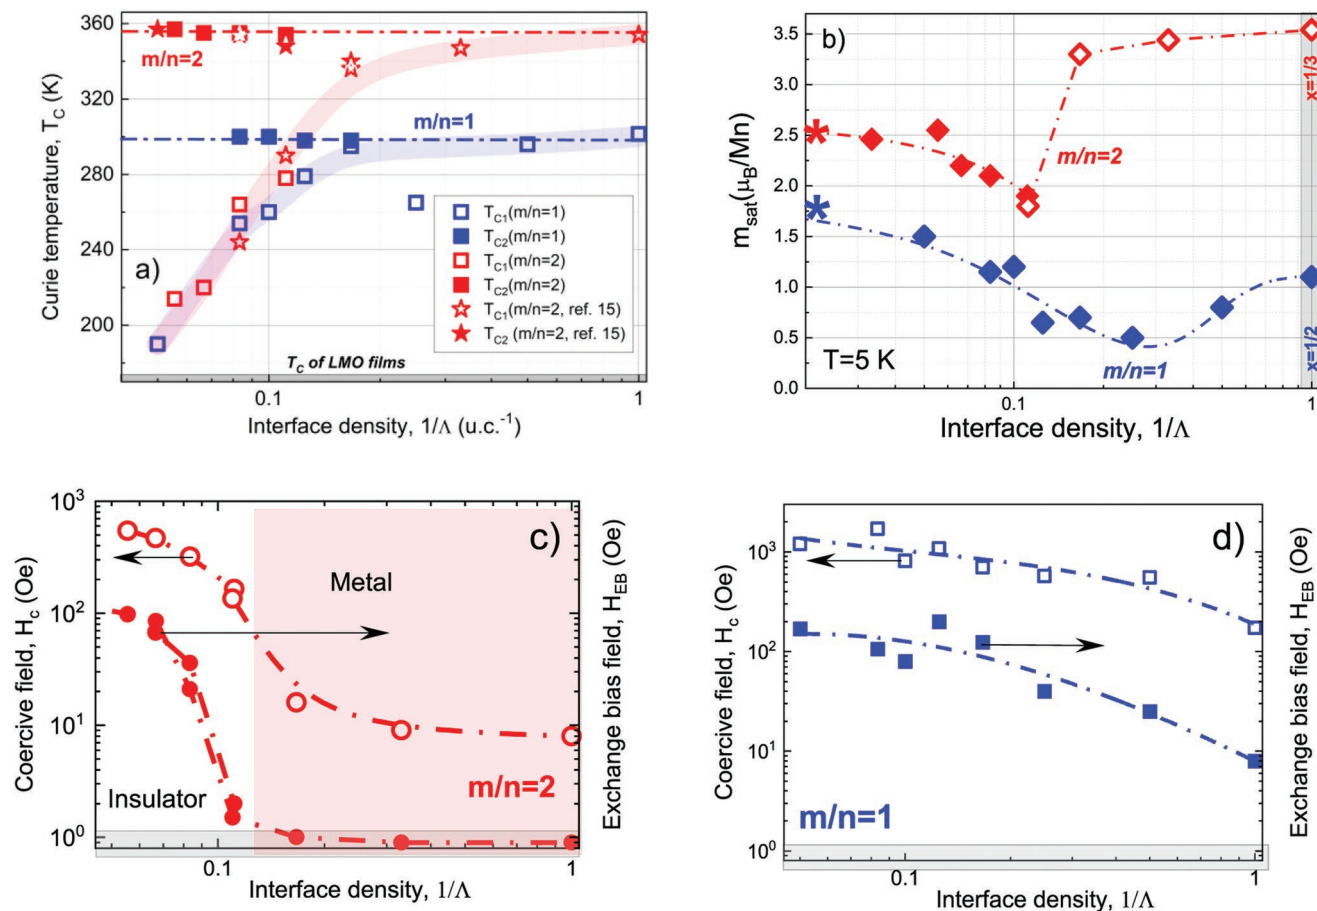 360
320
280
240
200
Curie temperature, T_C (K)
m/n=2
m/n=1
a)
T_C1(m/n=1)
T_C2(m/n=1)
T_C1(m/n=2)
T_C2(m/n=2)
T_C1(m/n=2, ref. 15)
T_C2 (m/n=2, ref. 15)
T_C of LMO films
0.1
1
Interface density, 1/Λ (u.c.⁻¹)
b)
3.5
3.0
2.5
2.0
1.5
1.0
0.5
0.0
m_sat(μ_B/Mn)
m/n=2
m/n=1
x=1/3
x=1/2
T=5 K
0.1
1
Interface density, 1/Λ
c)
10³
10²
10¹
10⁰
Coercive field, H_c (Oe)
Exchange bias field, H_EB (Oe)
Metal
Insulator
m/n=2
0.1
1
Interface density, 1/Λ
d)
10³
10²
10¹
10⁰
Coercive field, H_c (Oe)
Exchange bias field, H_EB (Oe)
m/n=1
0.1
1
Interface density, 1/Λ